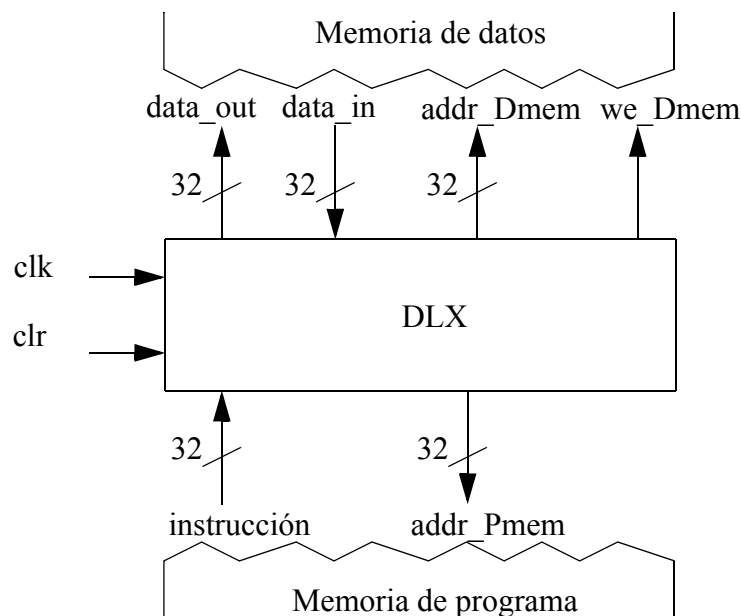 Memoria de datos
data_out data_in addr_Dmem we_Dmem
32 32 32
clk
DLX
clr
32 32
instrucción addr_Pmem
Memoria de programa